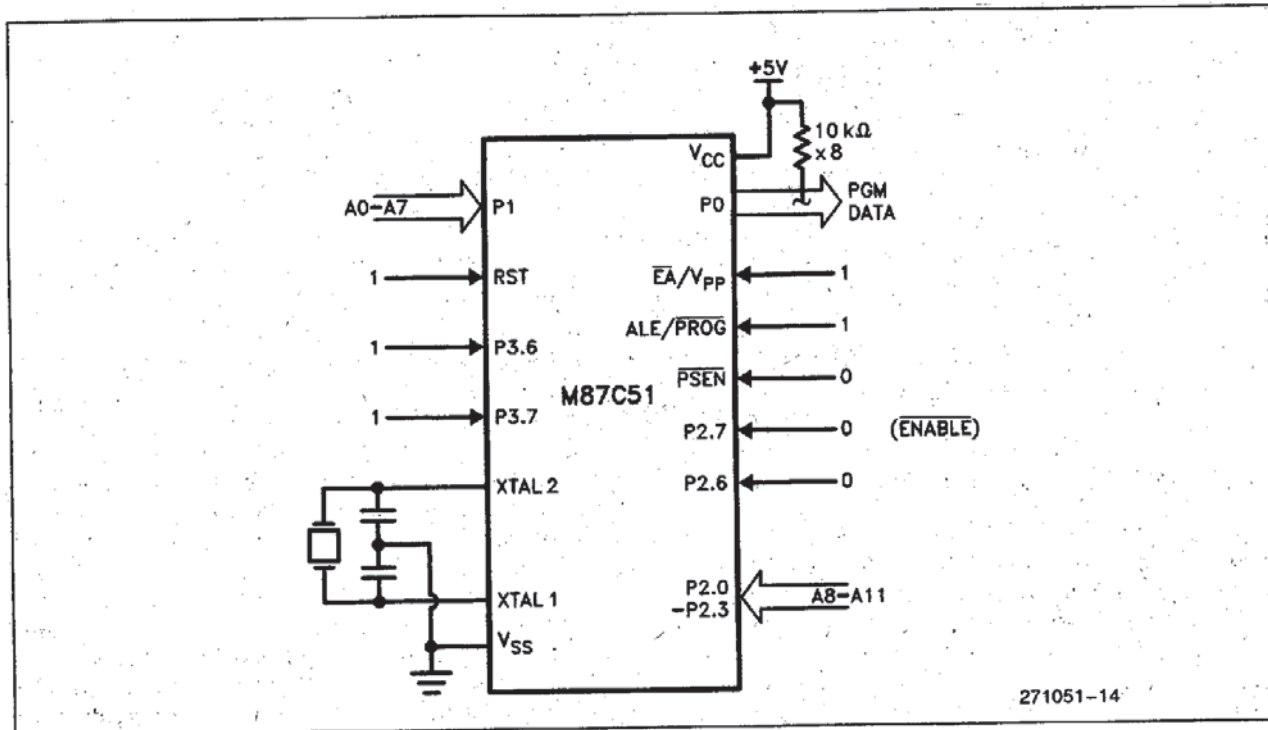 +5V
10 kΩ
x 8
VCC
A0-A7
P1
P0
PGM
DATA
1
RST
EA/VPP
1
ALE/PROG
1
1
P3.6
PSEN
0
M87C51
1
P3.7
P2.7
0
(ENABLE)
XTAL 2
P2.6
0
XTAL 1
P2.0
-P2.3
A8-A11
VSS
271051-14